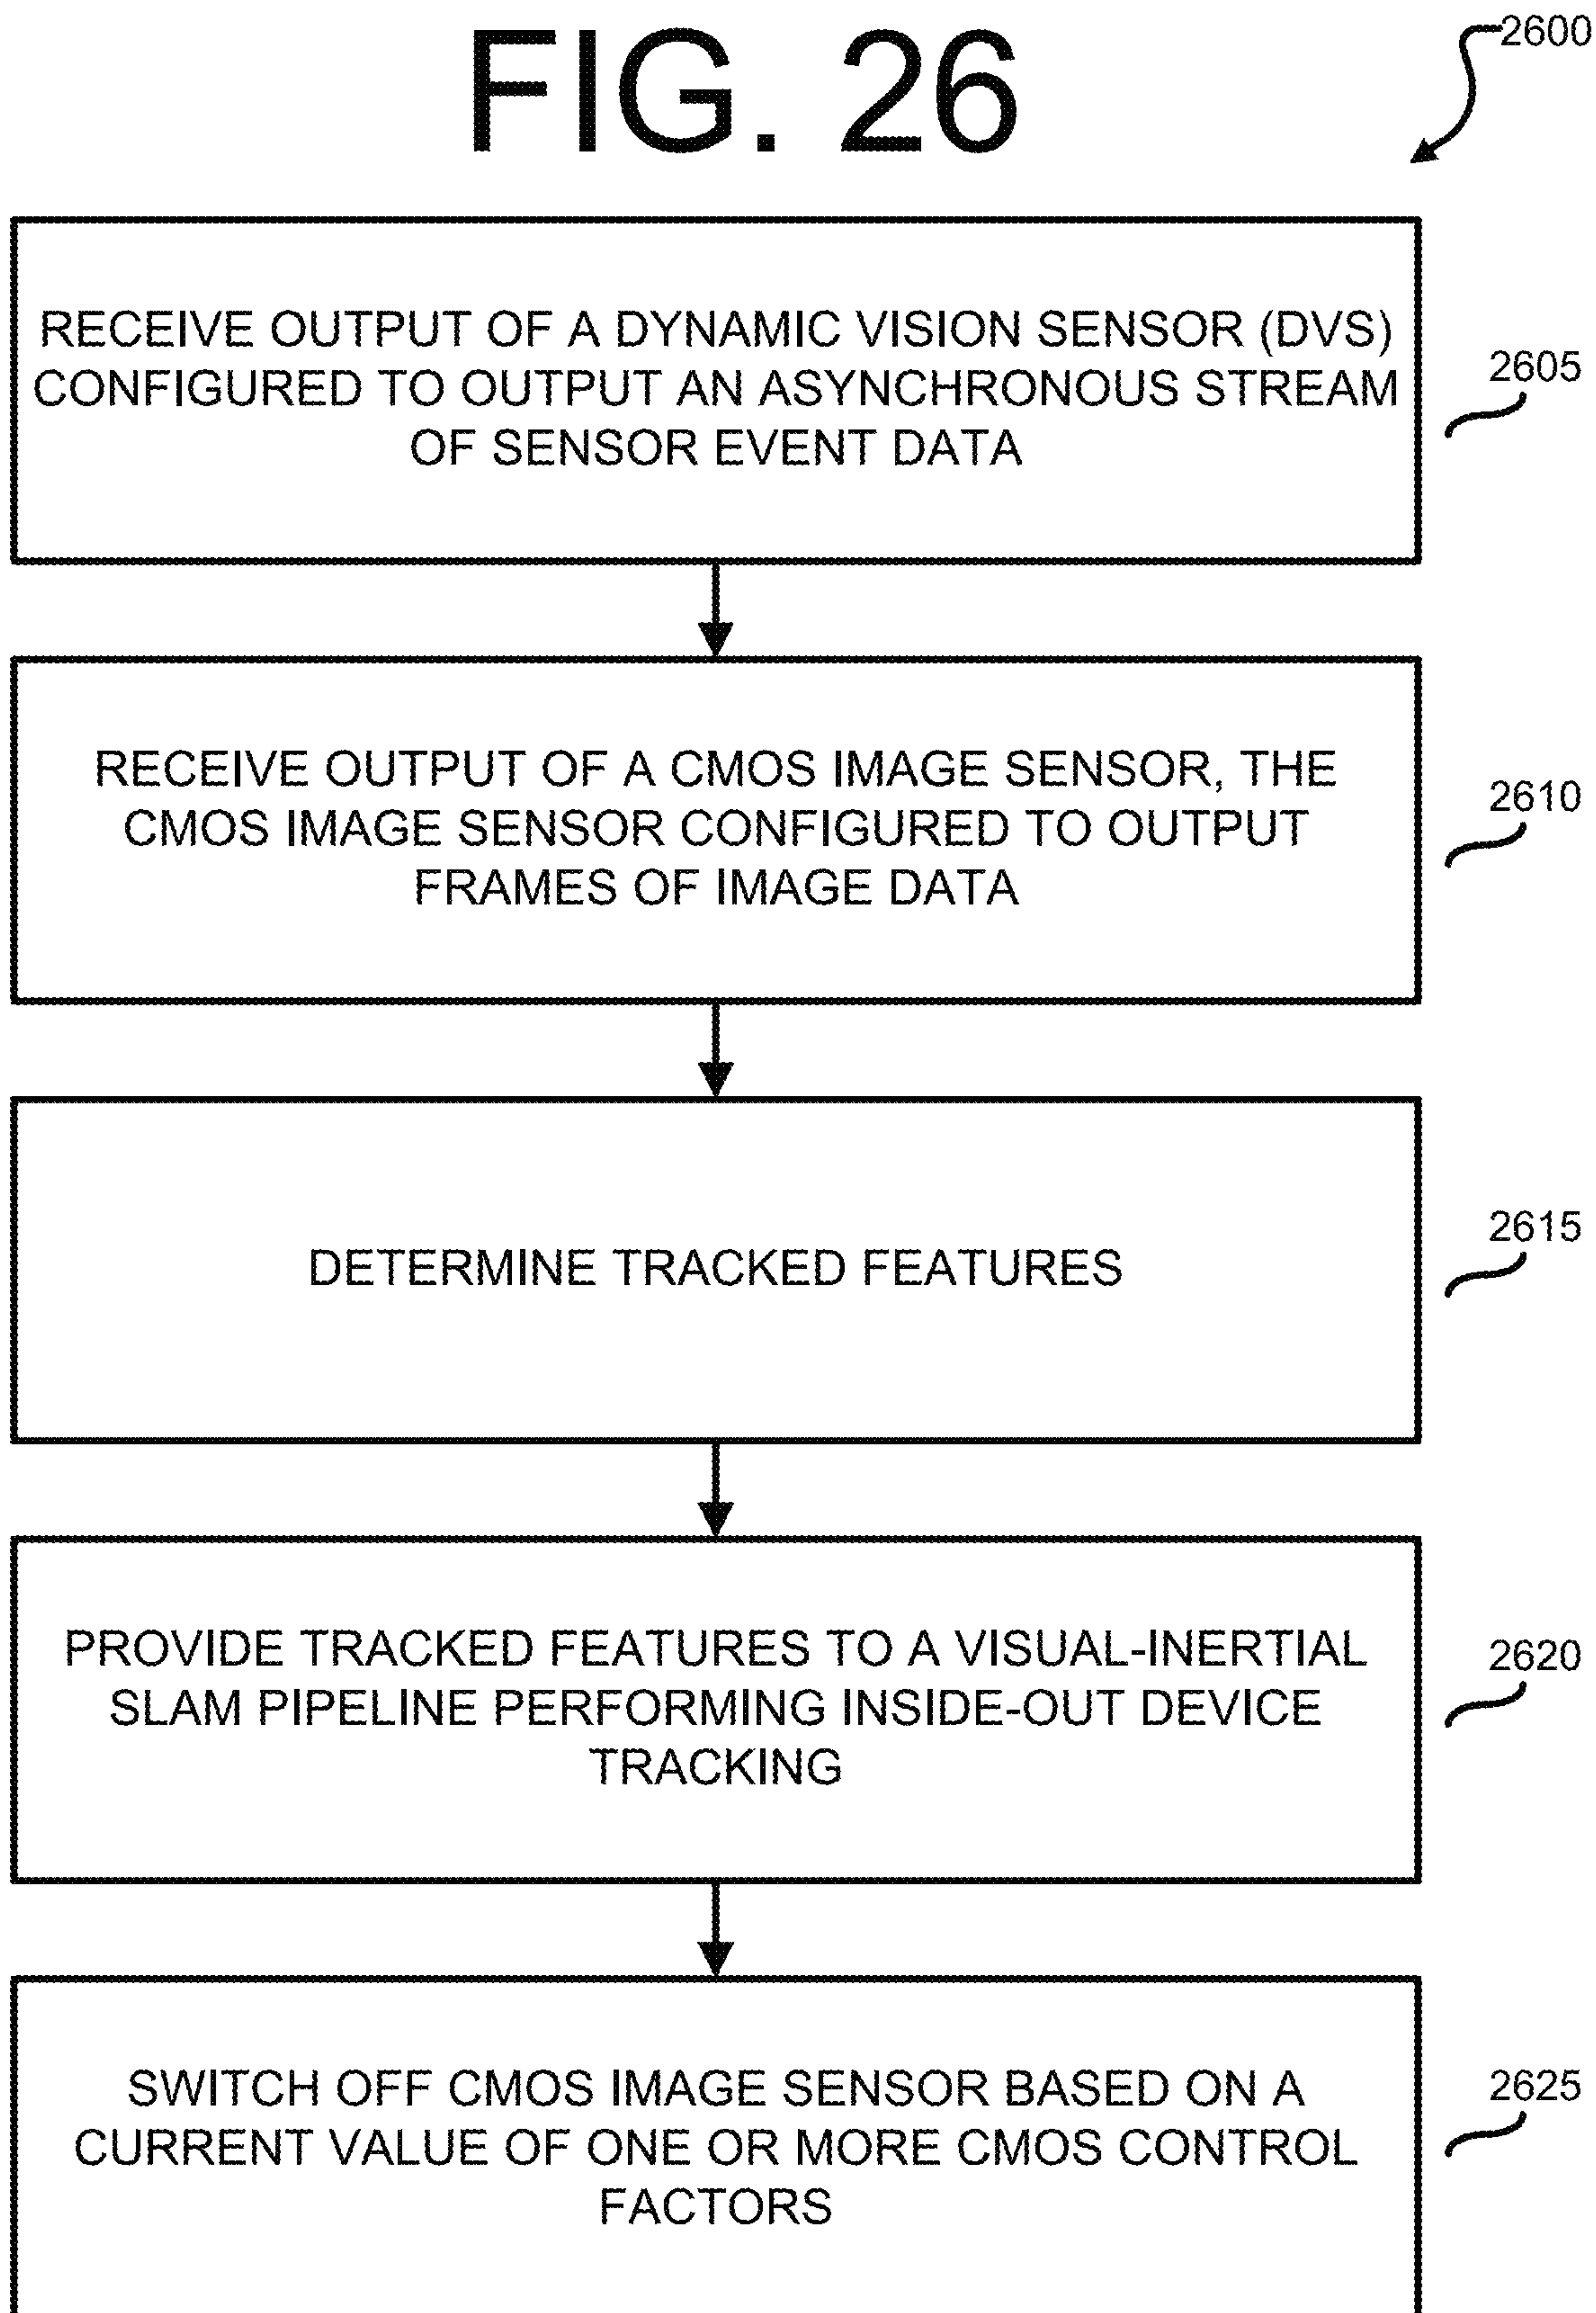 FIG. 26
2600
RECEIVE OUTPUT OF A DYNAMIC VISION SENSOR (DVS)
CONFIGURED TO OUTPUT AN ASYNCHRONOUS STREAM
OF SENSOR EVENT DATA
2605
RECEIVE OUTPUT OF A CMOS IMAGE SENSOR, THE
CMOS IMAGE SENSOR CONFIGURED TO OUTPUT
FRAMES OF IMAGE DATA
2610
DETERMINE TRACKED FEATURES
2615
PROVIDE TRACKED FEATURES TO A VISUAL-INERTIAL
SLAM PIPELINE PERFORMING INSIDE-OUT DEVICE
TRACKING
2620
SWITCH OFF CMOS IMAGE SENSOR BASED ON A
CURRENT VALUE OF ONE OR MORE CMOS CONTROL
FACTORS
2625